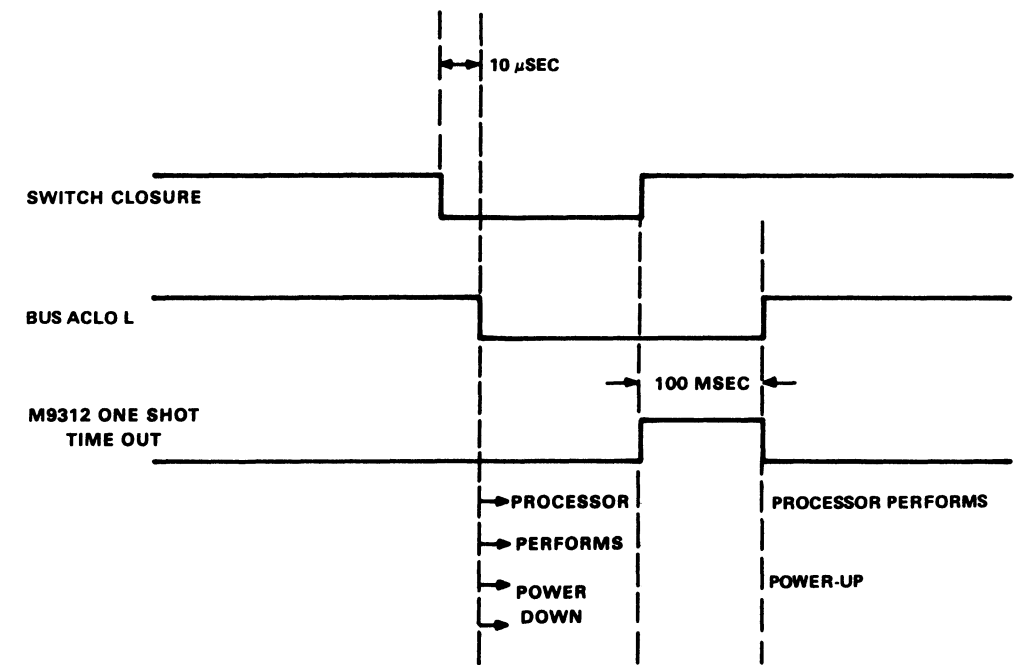 10 μSEC
SWITCH CLOSURE
BUS ACLO L
100 MSEC
M9312 ONE SHOT
TIME OUT
PROCESSOR
PERFORMS
POWER
DOWN
PROCESSOR PERFORMS
POWER-UP